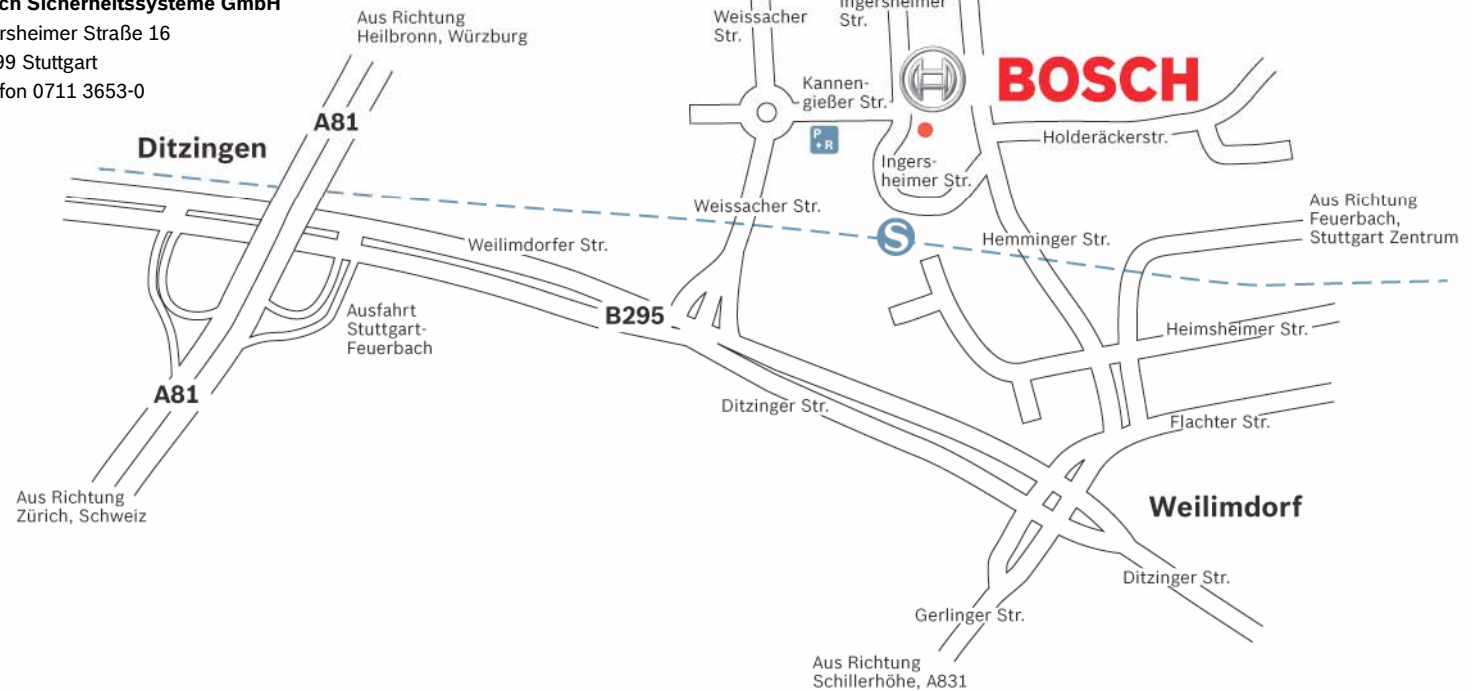 ch Sicherheitssysteme GmbH
ersheimer Straße 16
99 Stuttgart
fon 0711 3653-0
Aus Richtung
Heilbronn, Würzburg
Weissacher
Str.
Ingersheimer
Str.
Kannen-
gießer Str.
BOSCH
A81
Ditzingen
P
+ R
Holderäckerstr.
Ingers-
heimer Str.
Weissacher Str.
Aus Richtung
Feuerbach,
Stuttgart Zentrum
S
Hemminger Str.
Weilimdorfer Str.
Ausfahrt
Stuttgart-
Feuerbach
B295
Heimsheimer Str.
A81
Ditzinger Str.
Flachter Str.
Aus Richtung
Zürich, Schweiz
Weilimdorf
Ditzinger Str.
Gerlinger Str.
Aus Richtung
Schillerhöhe, A831